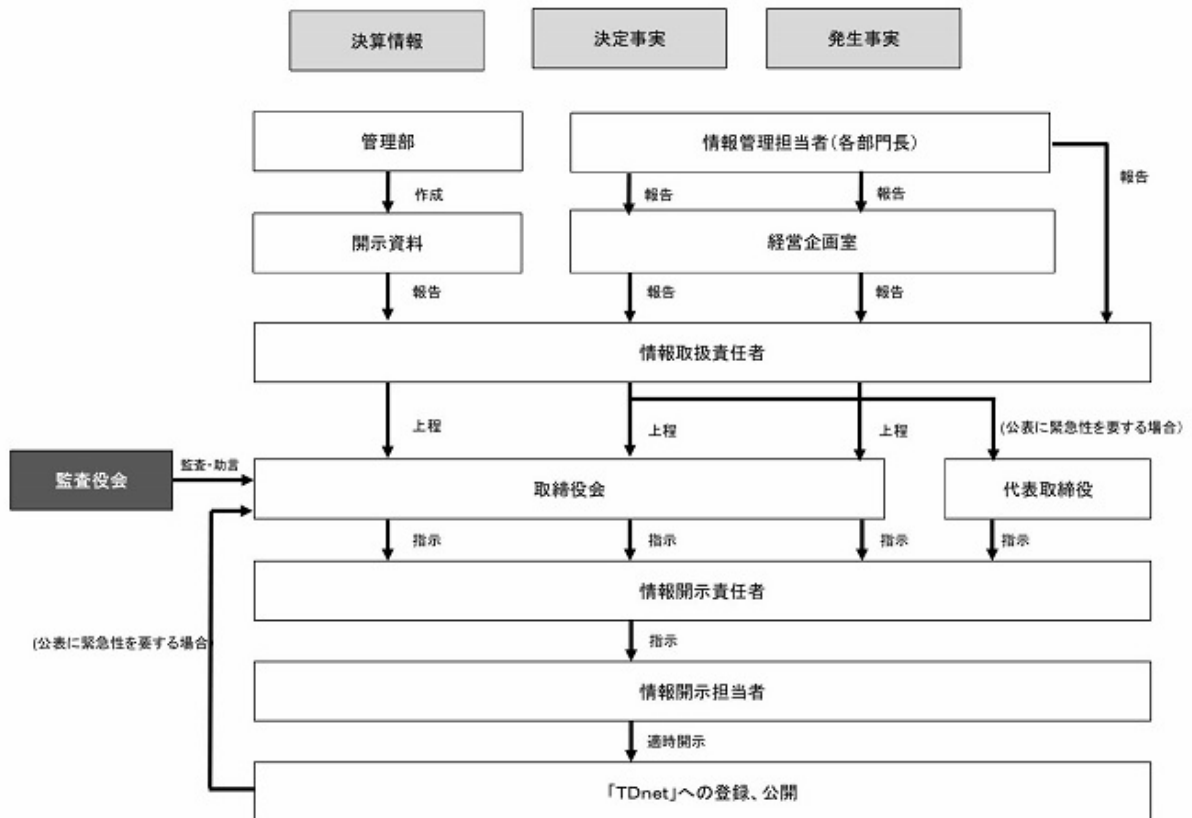 決算情報
決定事実
発生事実
管理部
情報管理担当者(各部門長)
作成
報告
報告
報告
開示資料
経営企画室
報告
報告
報告
情報取扱責任者
上程
上程
上程
(公表に緊急性を要する場合)
監査役会
監査・助言
取締役会
代表取締役
指示
指示
指示
指示
情報開示責任者
(公表に緊急性を要する場合
指示
情報開示担当者
適時開示
「TDnet」への登録、公開